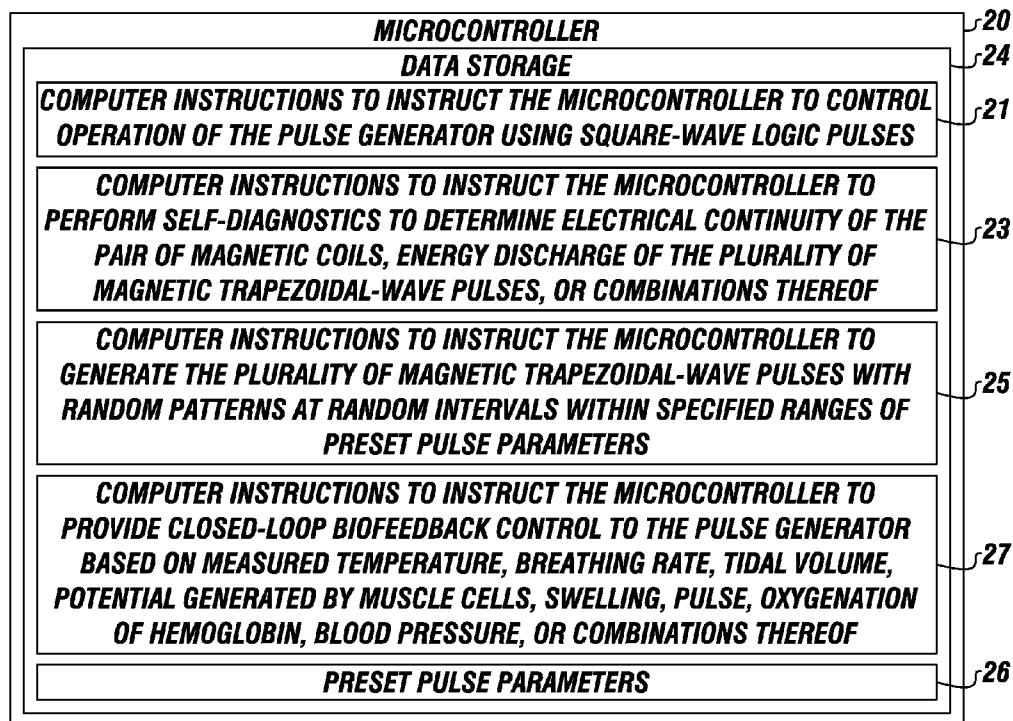 MICROCONTROLLER
20
DATA STORAGE
24
COMPUTER INSTRUCTIONS TO INSTRUCT THE MICROCONTROLLER TO CONTROL
OPERATION OF THE PULSE GENERATOR USING SQUARE-WAVE LOGIC PULSES
21
COMPUTER INSTRUCTIONS TO INSTRUCT THE MICROCONTROLLER TO
PERFORM SELF-DIAGNOSTICS TO DETERMINE ELECTRICAL CONTINUITY OF THE
PAIR OF MAGNETIC COILS, ENERGY DISCHARGE OF THE PLURALITY OF
MAGNETIC TRAPEZOIDAL-WAVE PULSES, OR COMBINATIONS THEREOF
23
COMPUTER INSTRUCTIONS TO INSTRUCT THE MICROCONTROLLER TO
GENERATE THE PLURALITY OF MAGNETIC TRAPEZOIDAL-WAVE PULSES WITH
RANDOM PATTERNS AT RANDOM INTERVALS WITHIN SPECIFIED RANGES OF
PRESET PULSE PARAMETERS
25
COMPUTER INSTRUCTIONS TO INSTRUCT THE MICROCONTROLLER TO
PROVIDE CLOSED-LOOP BIOFEEDBACK CONTROL TO THE PULSE GENERATOR
BASED ON MEASURED TEMPERATURE, BREATHING RATE, TIDAL VOLUME,
POTENTIAL GENERATED BY MUSCLE CELLS, SWELLING, PULSE, OXYGENATION
OF HEMOGLOBIN, BLOOD PRESSURE, OR COMBINATIONS THEREOF
27
PRESET PULSE PARAMETERS
26